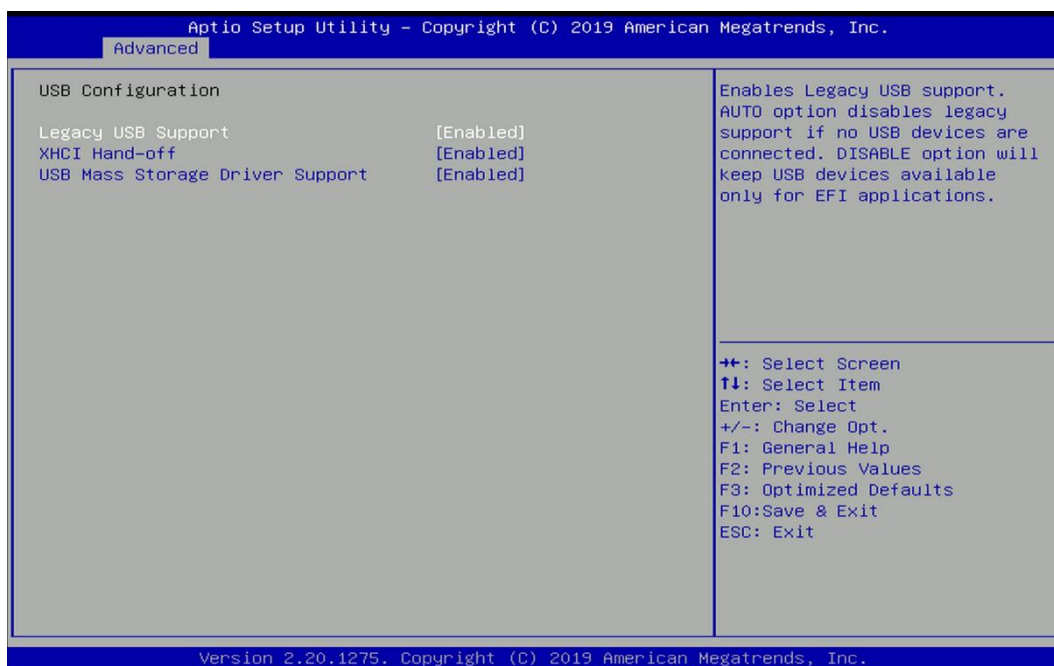 Aptio Setup Utility – Copyright (C) 2019 American Megatrends, Inc.
Advanced
USB Configuration
Legacy USB Support [Enabled]
XHCI Hand-off [Enabled]
USB Mass Storage Driver Support [Enabled]
Enables Legacy USB support.
AUTO option disables legacy
support if no USB devices are
connected. DISABLE option will
keep USB devices available
only for EFI applications.
→←: Select Screen
↑↓: Select Item
Enter: Select
+/-: Change Opt.
F1: General Help
F2: Previous Values
F3: Optimized Defaults
F10:Save & Exit
ESC: Exit
Version 2.20.1275. Copyright (C) 2019 American Megatrends, Inc.